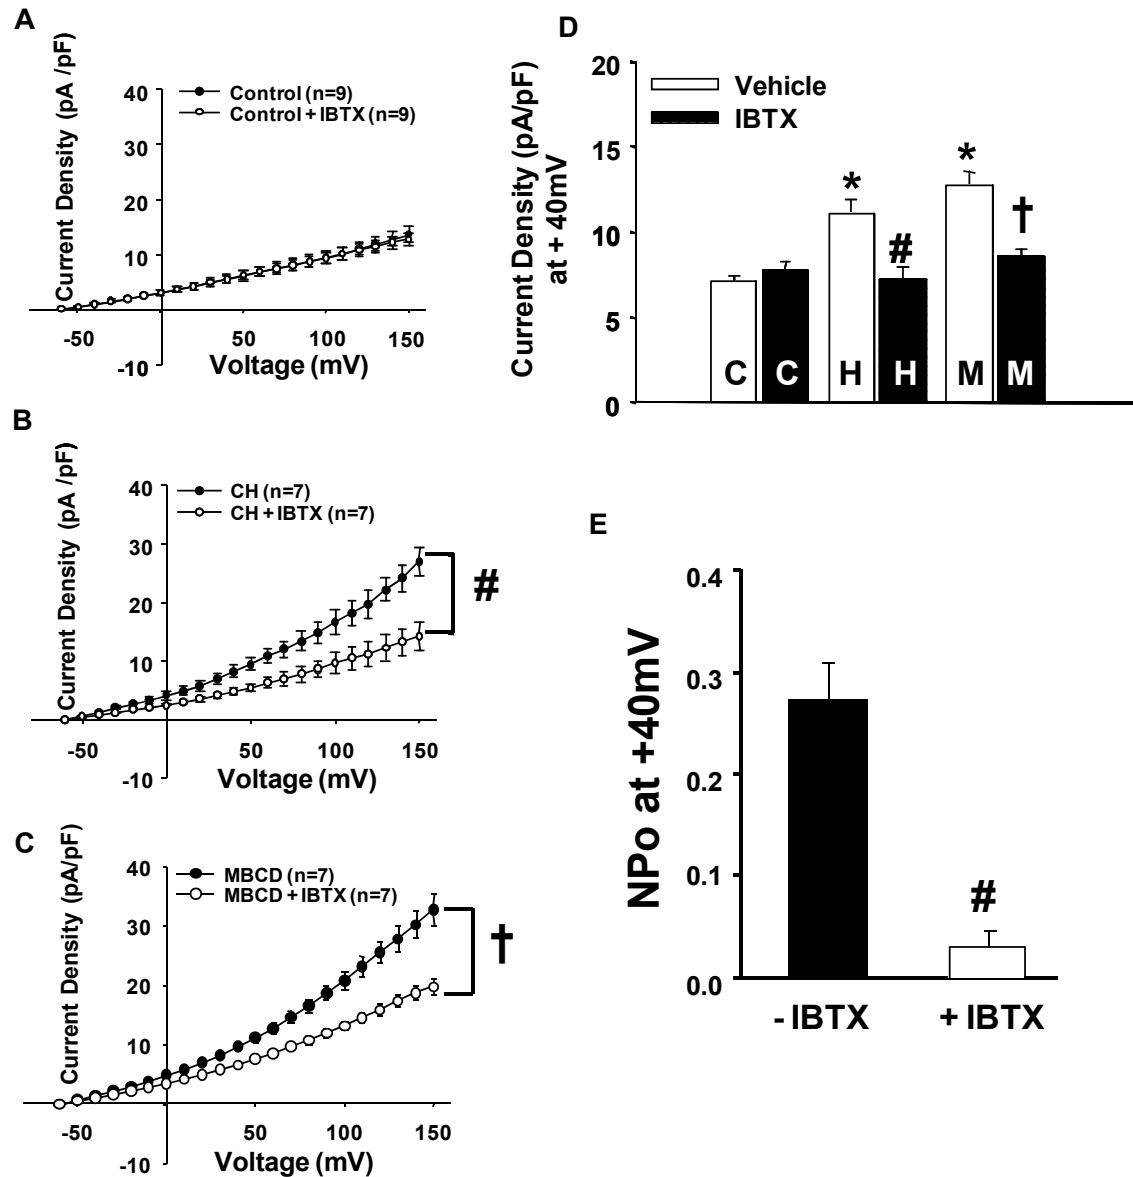 A
Current Density (pA /pF)
40
30
20
10
-10
-50
50
100
150
Control (n=9)
Control + IBTX (n=9)
Voltage (mV)
B
Current Density (pA /pF)
40
30
20
10
-10
-50
50
100
150
CH (n=7)
CH + IBTX (n=7)
#
Voltage (mV)
C
Current Density (pA/pF)
40
30
20
10
-10
-50
50
100
150
MBCD (n=7)
MBCD + IBTX (n=7)
†
Voltage (mV)
D
Current Density (pA/pF)
at + 40mV
20
15
10
5
0
Vehicle
IBTX
*
#
*
†
C C H H M M
E
NPo at +40mV
0.4
0.3
0.2
0.1
0.0
#
- IBTX
+ IBTX